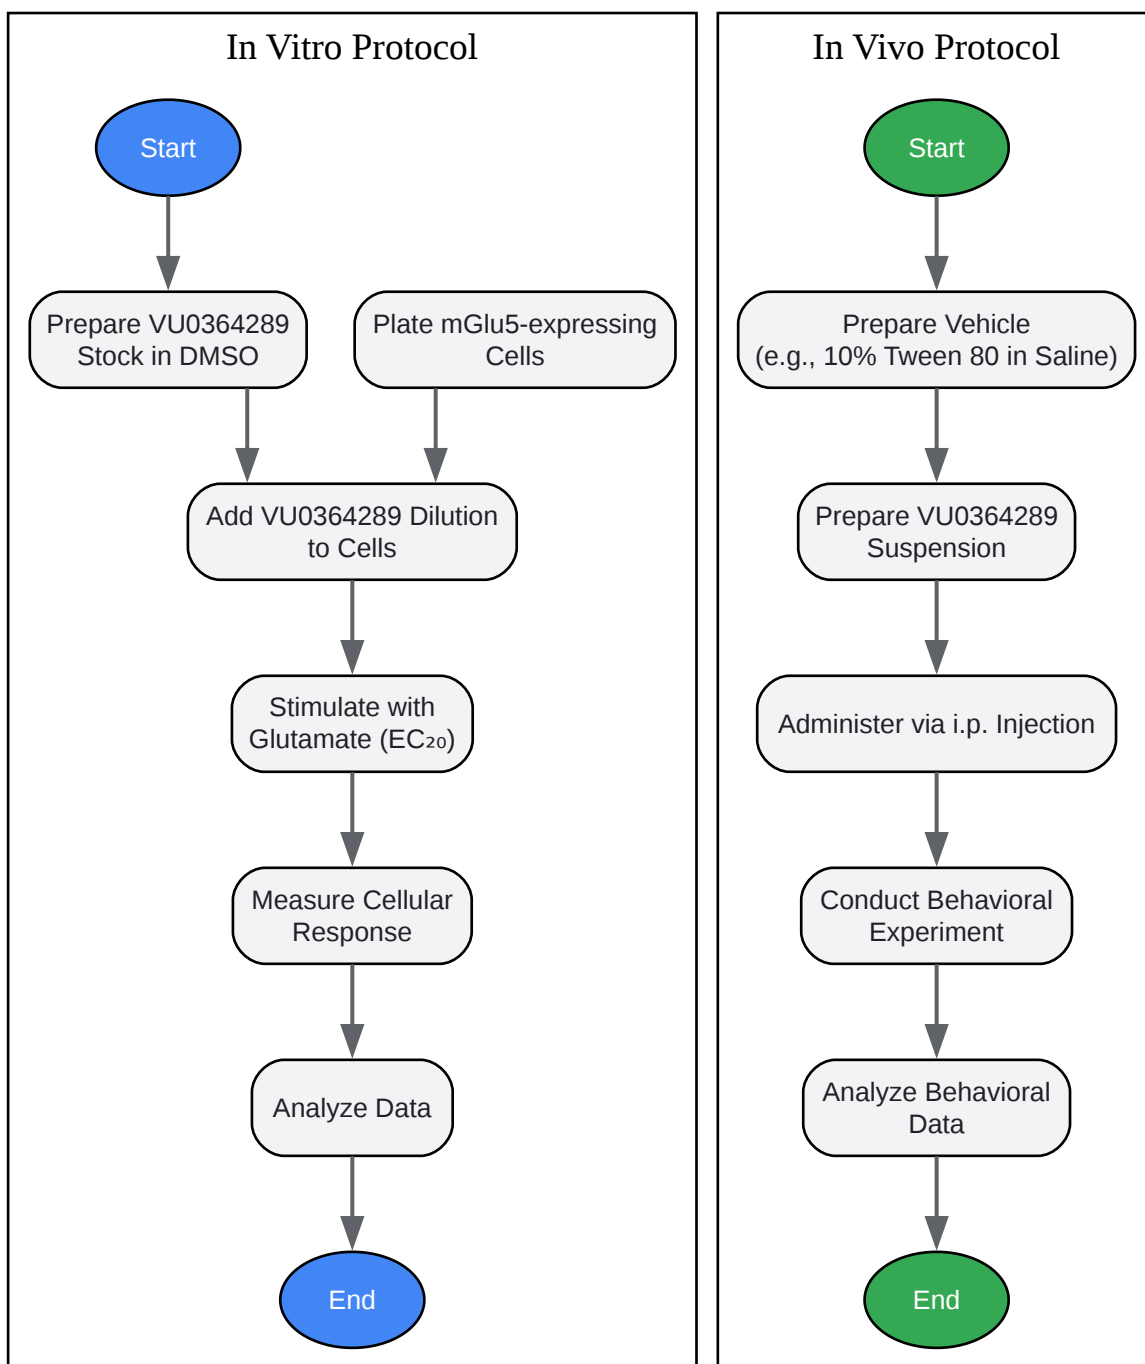 In Vitro Protocol
Start
Prepare VU0364289
Stock in DMSO
Plate mGlu5-expressing
Cells
Add VU0364289 Dilution
to Cells
Stimulate with
Glutamate (EC₂₀)
Measure Cellular
Response
Analyze Data
End
In Vivo Protocol
Start
Prepare Vehicle
(e.g., 10% Tween 80 in Saline)
Prepare VU0364289
Suspension
Administer via i.p. Injection
Conduct Behavioral
Experiment
Analyze Behavioral
Data
End